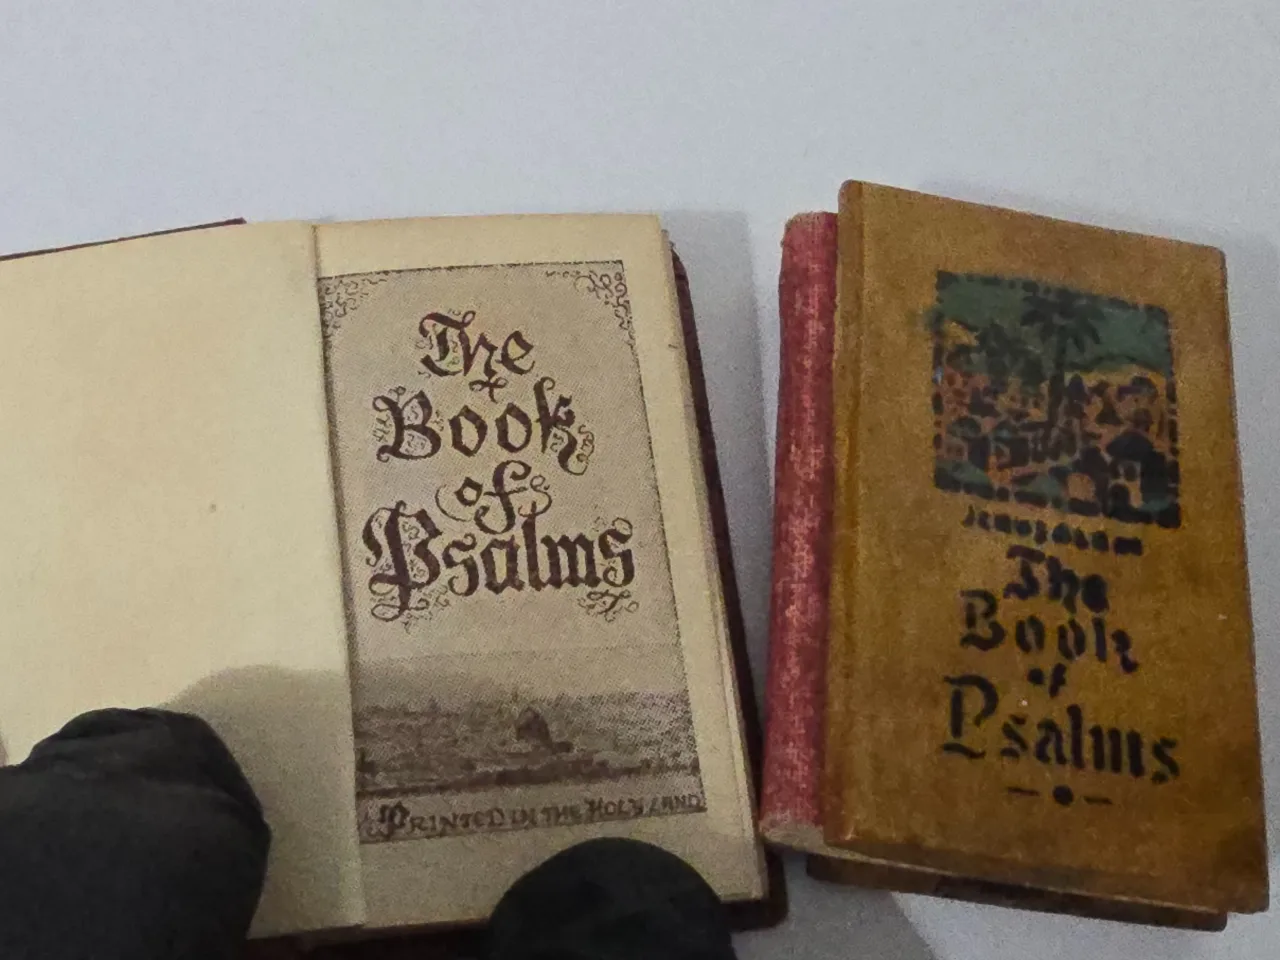 The
Book
of
Psalms
PRINTED IN THE HOLY LAND
JERUSALEM
The
Book
of
Psalms